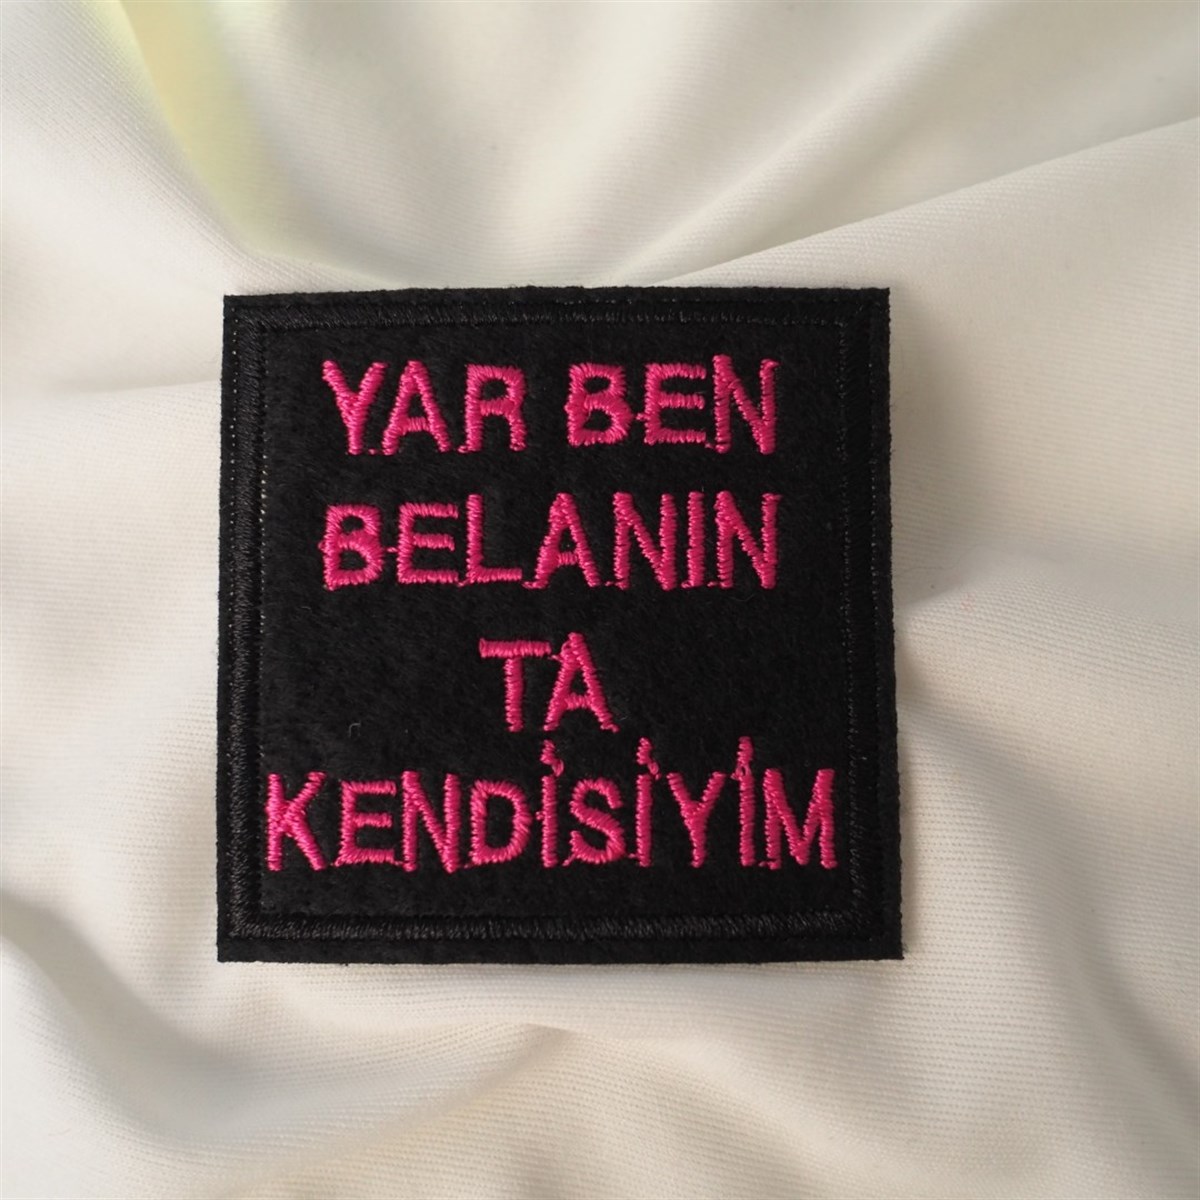 YAR BEN
BELANIN
TA
KENDİSİYİM